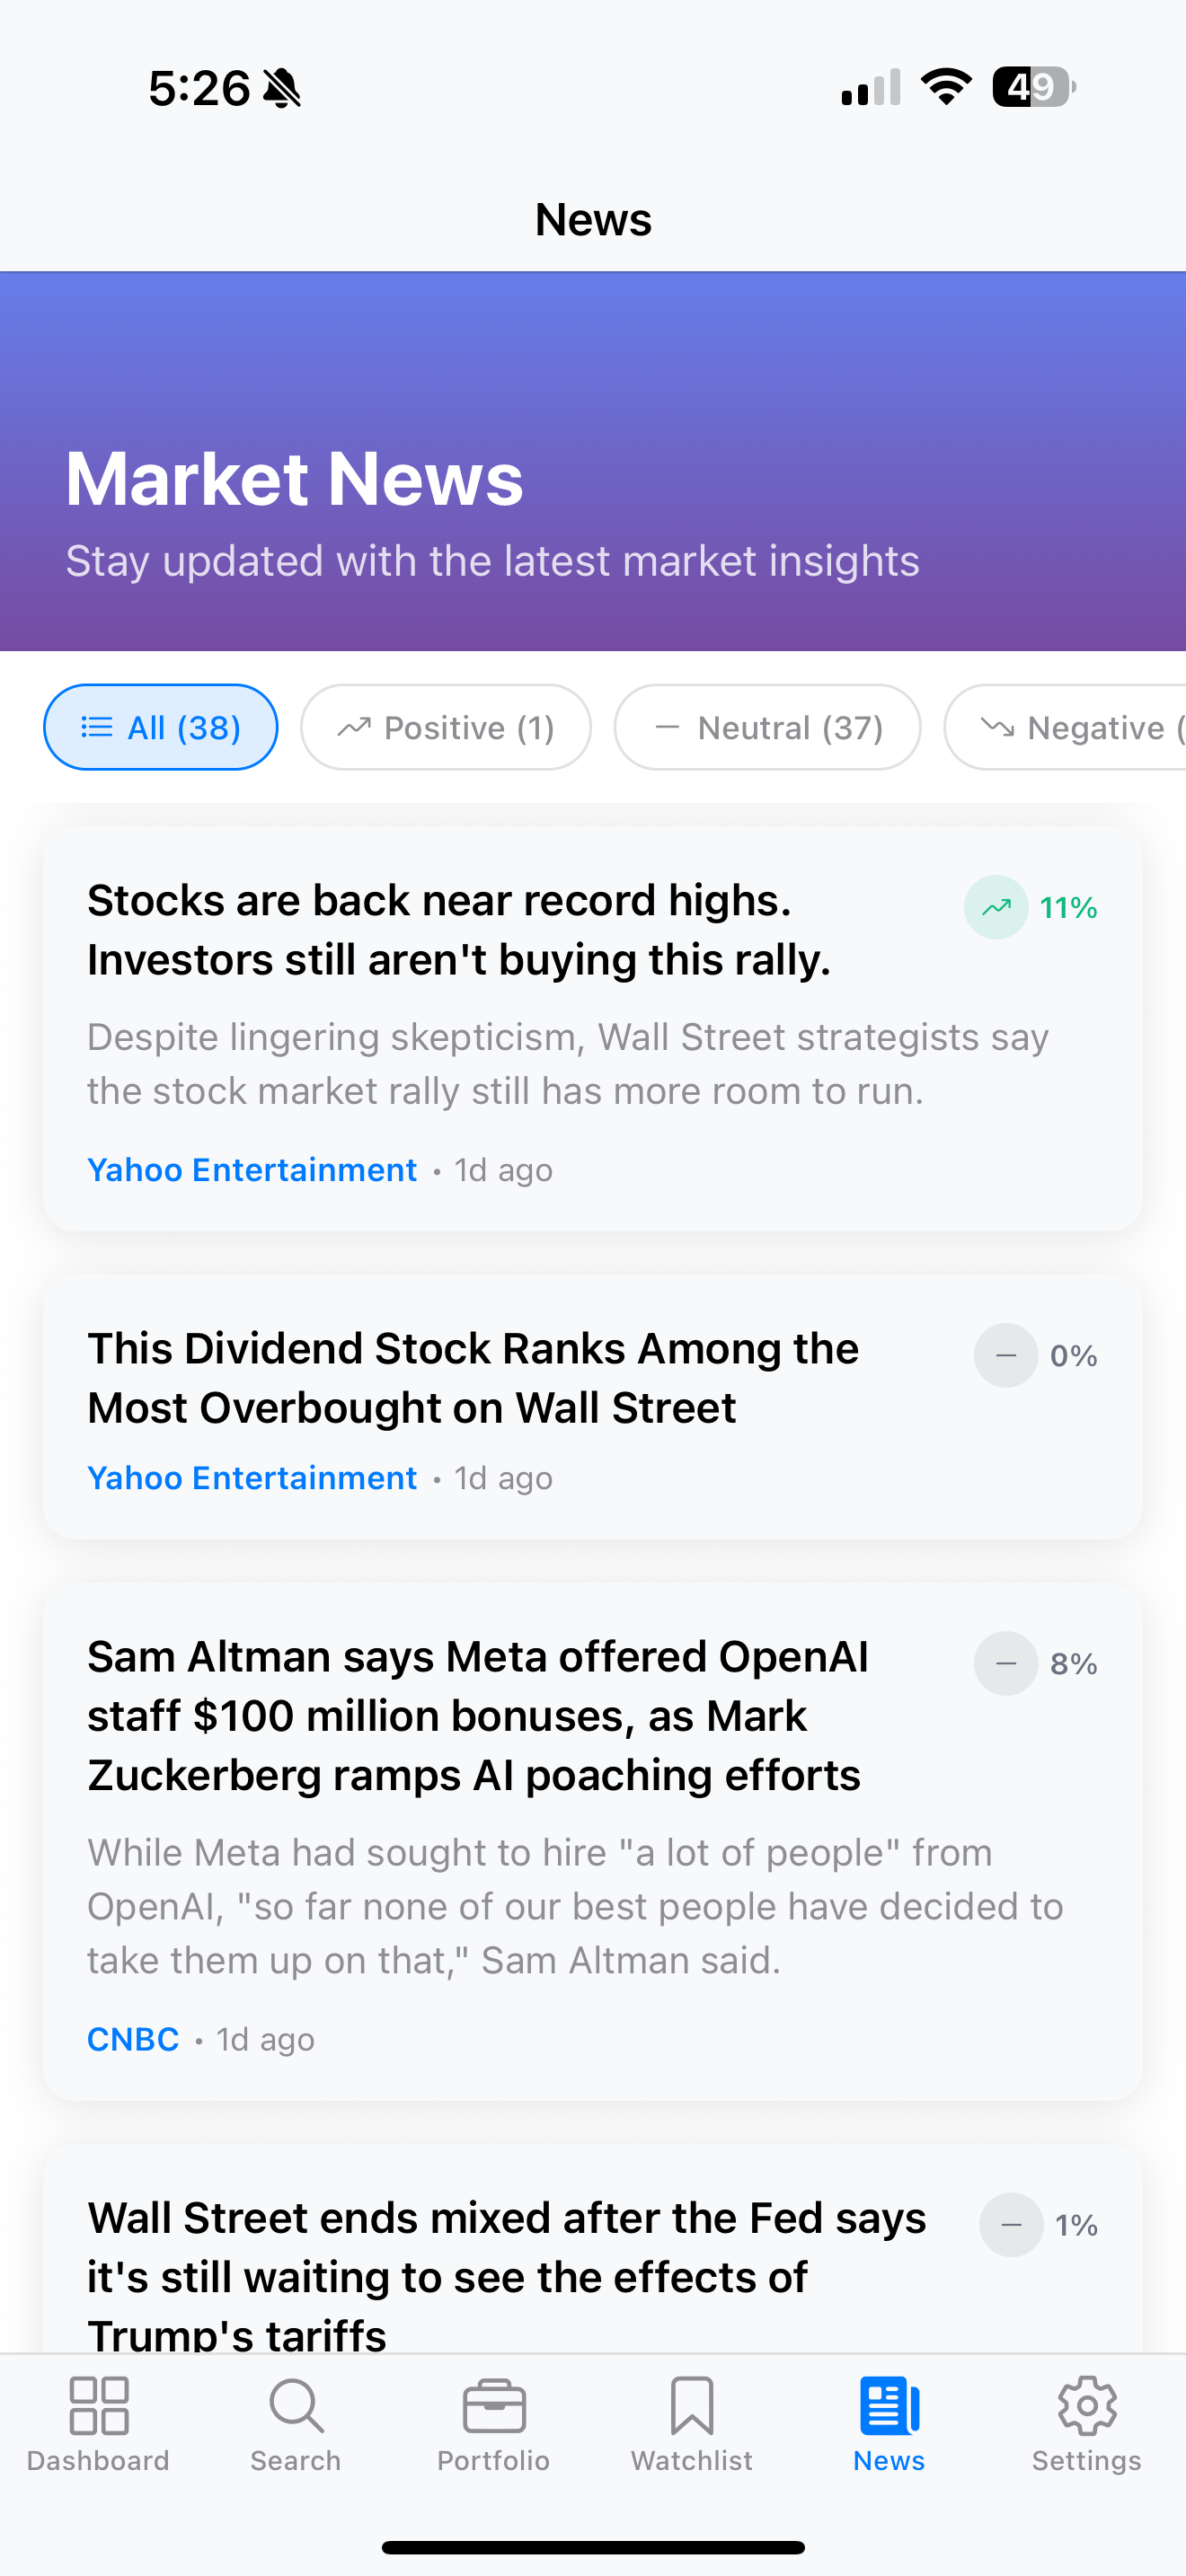 5:26
49
News
Market News
Stay updated with the latest market insights
All (38)
Positive (1)
Neutral (37)
Negative (
Stocks are back near record highs.
Investors still aren't buying this rally.
11%
Despite lingering skepticism, Wall Street strategists say
the stock market rally still has more room to run.
Yahoo Entertainment • 1d ago
This Dividend Stock Ranks Among the
Most Overbought on Wall Street
0%
Yahoo Entertainment • 1d ago
Sam Altman says Meta offered OpenAI
staff $100 million bonuses, as Mark
Zuckerberg ramps AI poaching efforts
8%
While Meta had sought to hire "a lot of people" from
OpenAI, "so far none of our best people have decided to
take them up on that," Sam Altman said.
CNBC • 1d ago
Wall Street ends mixed after the Fed says
it's still waiting to see the effects of
Trump's tariffs
1%
Dashboard
Search
Portfolio
Watchlist
News
Settings